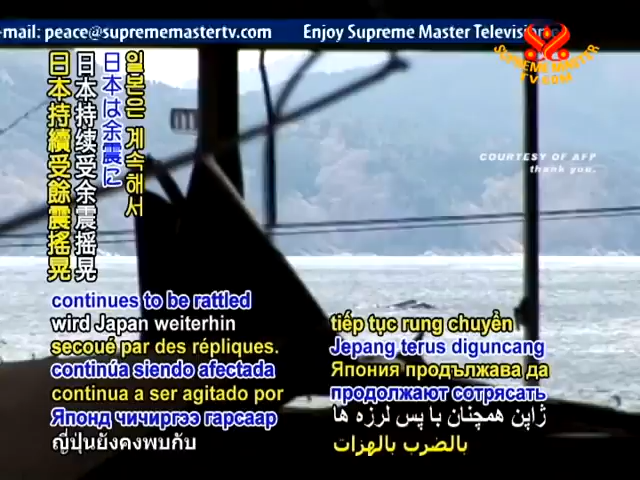 -mail: peace@suprememastertv.com Enjoy Supreme Master Television
SUPREME MASTER
TV.COM
COURTESY OF AFP
thank you.
일본은 계속해서
日本は余震に
日本持续受余震摇晃
日本持續受餘震搖晃
continues to be rattled
wird Japan weiterhin
secoué par des répliques.
continúa siendo afectada
continua a ser agitado por
Японд чичиргээ гарсаар
ญี่ปุ่นยังคงพบกับ
tiếp tục rung chuyển
Jepang terus diguncang
Япония продължава да
продолжают сотрясать
ژاپن همچنان با پس لرزه ها
بالضرب بالهزات